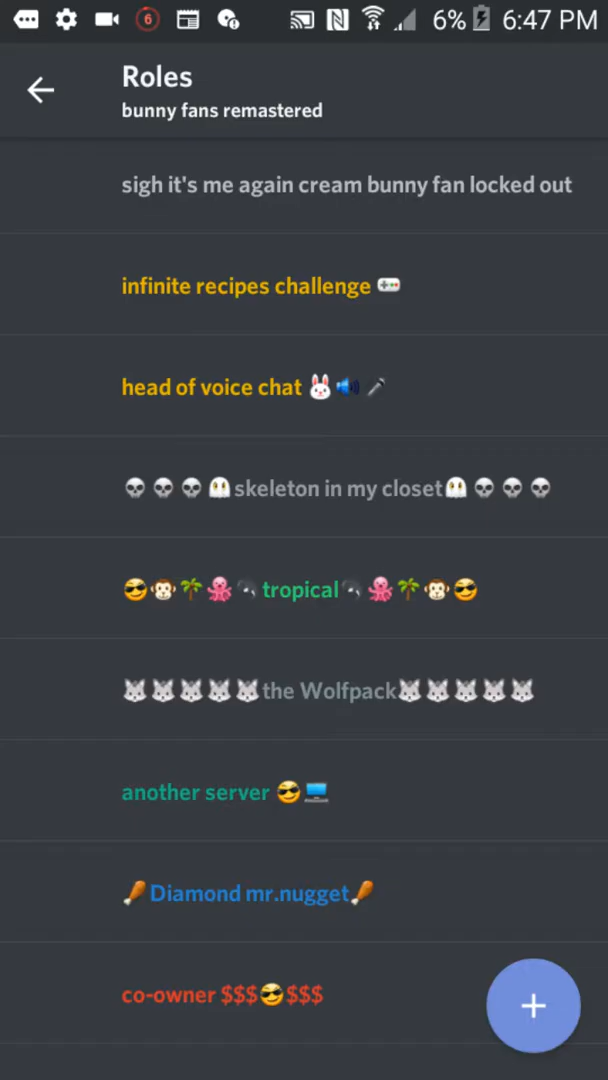 6 6% 6:47 PM
Roles
bunny fans remastered
sigh it's me again cream bunny fan locked out
infinite recipes challenge 🎮
head of voice chat 🐰🔊🎤
💀💀💀👻skeleton in my closet👻💀💀💀
😎🐵🌴🐙🕶tropical🕶🐙🌴🐵😎
🐺🐺🐺🐺🐺the Wolfpack🐺🐺🐺🐺🐺
another server 😎💻
🍗Diamond mr.nugget🍗
co-owner $$$😎$$$